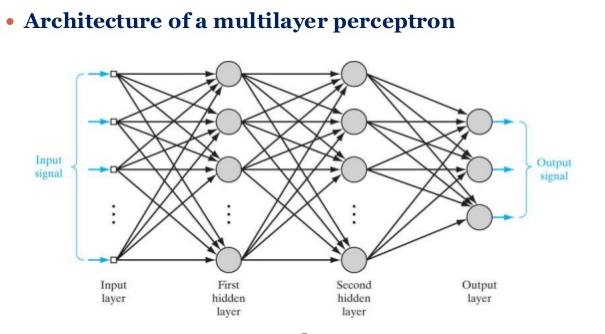 • Architecture of a multilayer perceptron
Input
signal
Output
signal
Input
layer
First
hidden
layer
Second
hidden
layer
Output
layer